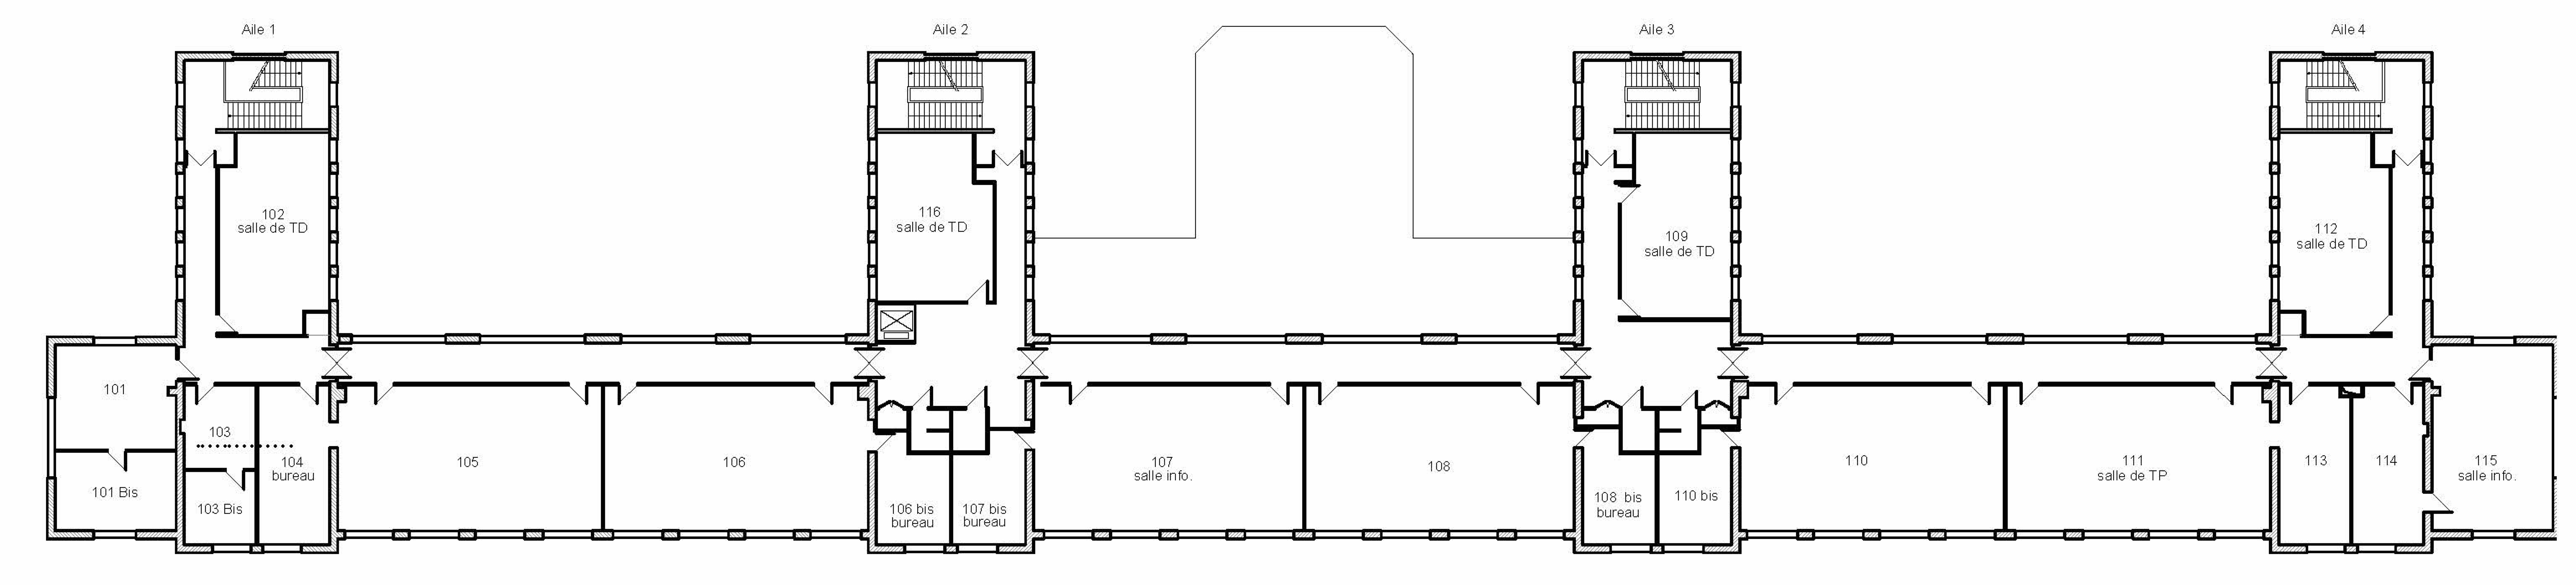 Aile 1
Aile 2
Aile 3
Aile 4
102
salle de TD
116
salle de TD
109
salle de TD
112
salle de TD
101
101 Bis
103
103 Bis
104
bureau
105
106
106 bis
bureau
107 bis
bureau
107
salle info.
108
108 bis
bureau
110 bis
110
111
salle de TP
113
114
115
salle info.